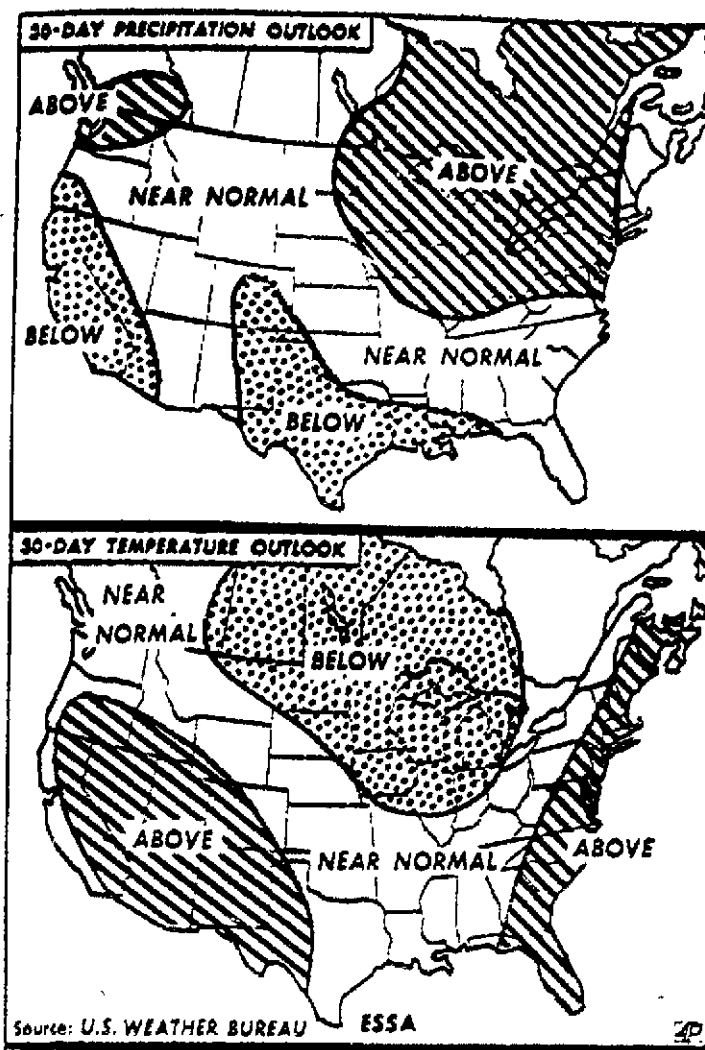 30-DAY PRECIPITATION OUTLOOK
ABOVE
ABOVE
NEAR NORMAL
BELOW
NEAR NORMAL
BELOW
30-DAY TEMPERATURE OUTLOOK
NEAR
NORMAL
BELOW
ABOVE
NEAR NORMAL
ABOVE
Source: U.S. WEATHER BUREAU ESSA
AP